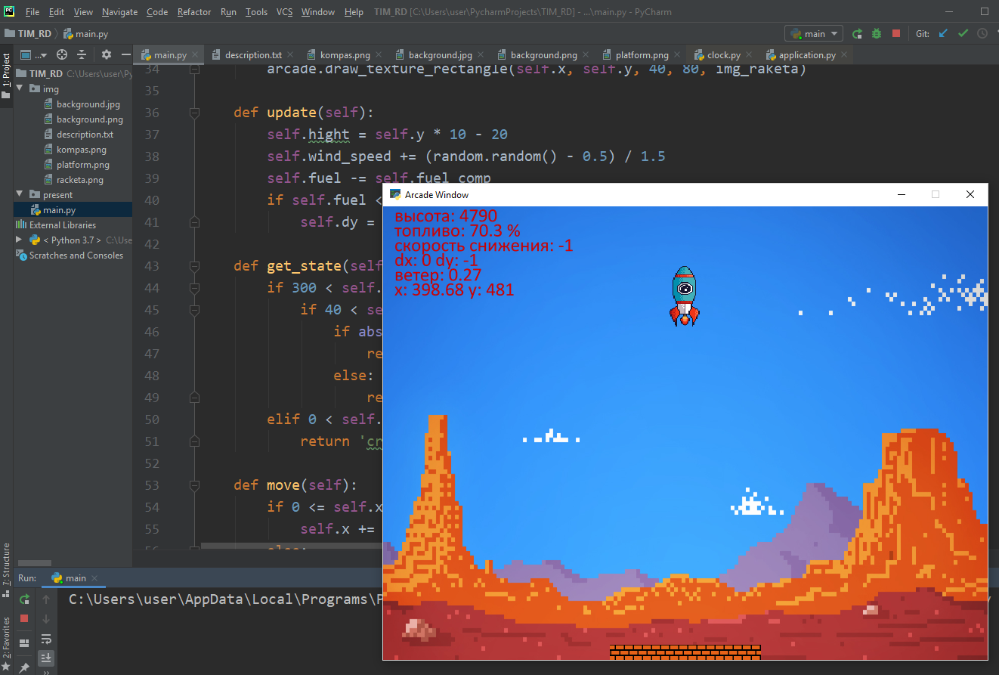 File Edit View Navigate Code Refactor Run Tools VCS Window Help TIM_RD [C:\Users\user\PycharmProjects\TIM_RD] - ...\main.py - PyCharm
TIM_RD main.py
main Git:
main.py description.txt kompas.png background.jpg background.png platform.png clock.py application.py
1: Project
TIM_RD C:\Users\user\Py
img
background.jpg
background.png
description.txt
kompas.png
platform.png
racketa.png
present
main.py
External Libraries
< Python 3.7 > C:\Use
Scratches and Consoles
34 arcade.draw_texture_rectangle(self.x, self.y, 40, 80, img_raketa)
35
36 def update(self):
37 self.hight = self.y * 10 - 20
38 self.wind_speed += (random.random() - 0.5) / 1.5
39 self.fuel -= self.fuel_comp
40 if self.fuel <
41 self.dy =
42
43 def get_state(self
44 if 300 < self.
45 if 40 < se
46 if abs
47 re
48 else:
49 re
50 elif 0 < self.
51 return 'cr
52
53 def move(self):
54 if 0 <= self.x
55 self.x +=
56 else:
Arcade Window
высота: 4790
топливо: 70.3 %
скорость снижения: -1
dx: 0 dy: -1
ветер: 0.27
x: 398.68 y: 481
7: Structure
2: Favorites
Run: main
C:\Users\user\AppData\Local\Programs\P